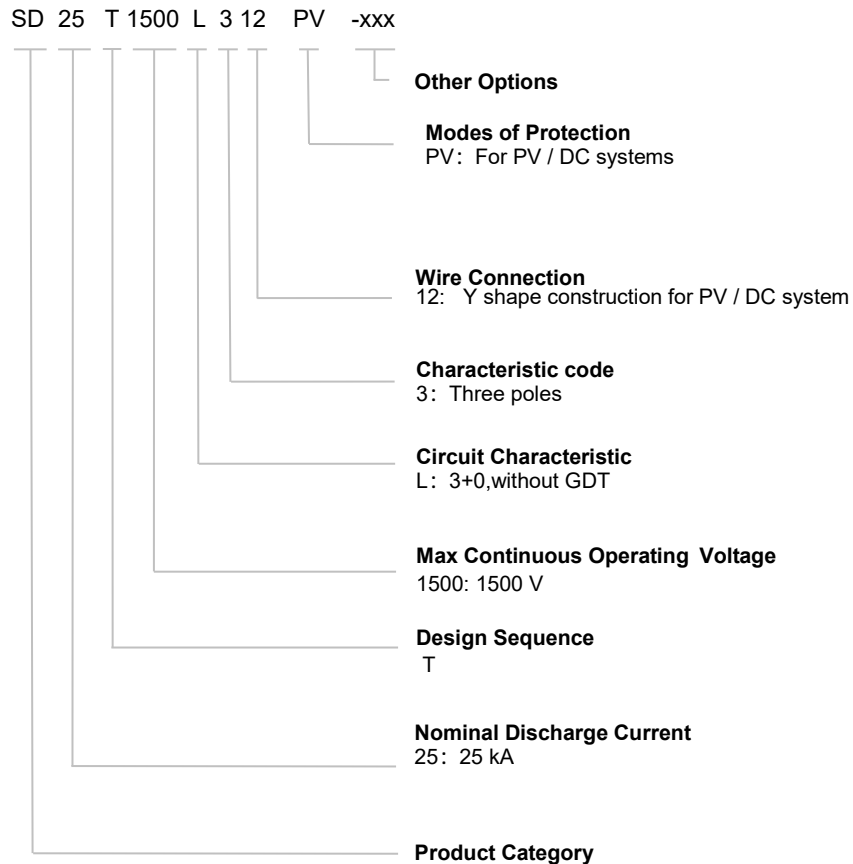 SD 25 T 1500 L 3 12 PV -xxx
Other Options
Modes of Protection
PV: For PV / DC systems
Wire Connection
12: Y shape construction for PV / DC system
Characteristic code
3: Three poles
Circuit Characteristic
L: 3+0,without GDT
Max Continuous Operating Voltage
1500: 1500 V
Design Sequence
T
Nominal Discharge Current
25: 25 kA
Product Category